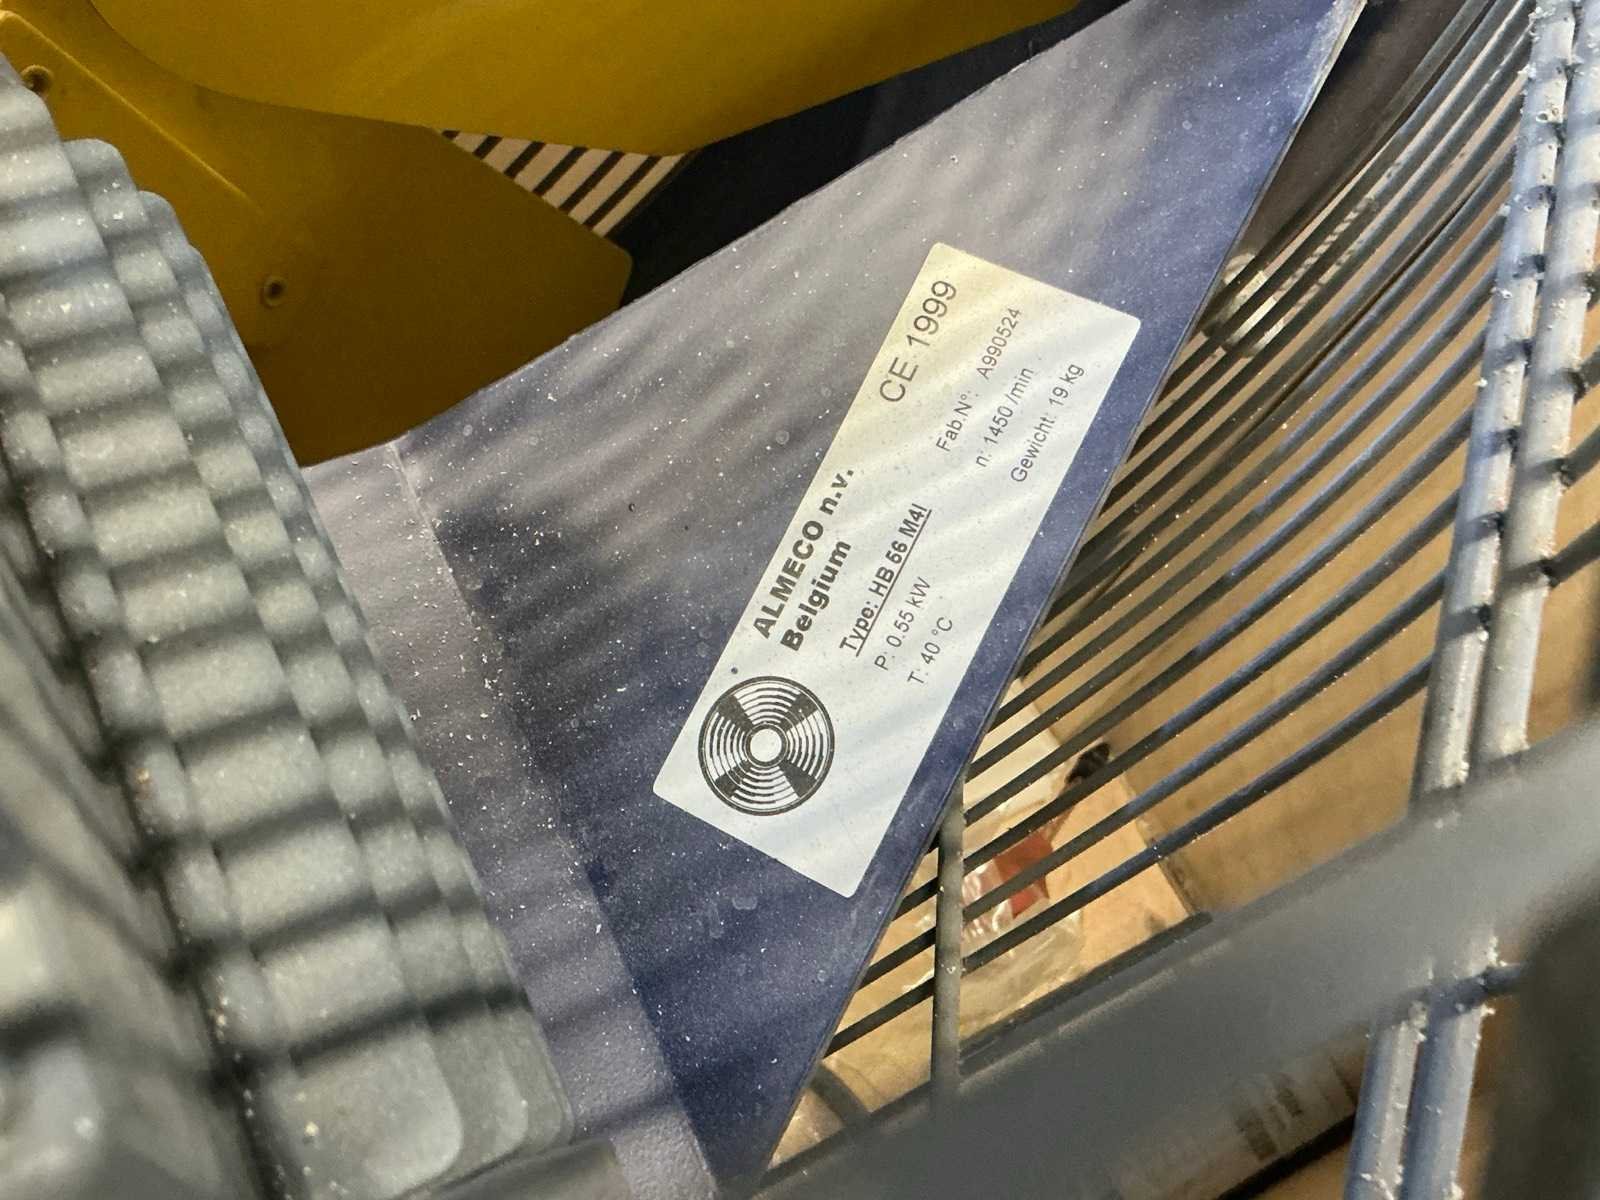 ALMECO n.v.
Belgium
CE 1999
Type: HB 56 M4I
Fab.N°: A990524
P: 0.55 kW
n: 1450 /min
T: 40 °C
Gewicht: 19 kg